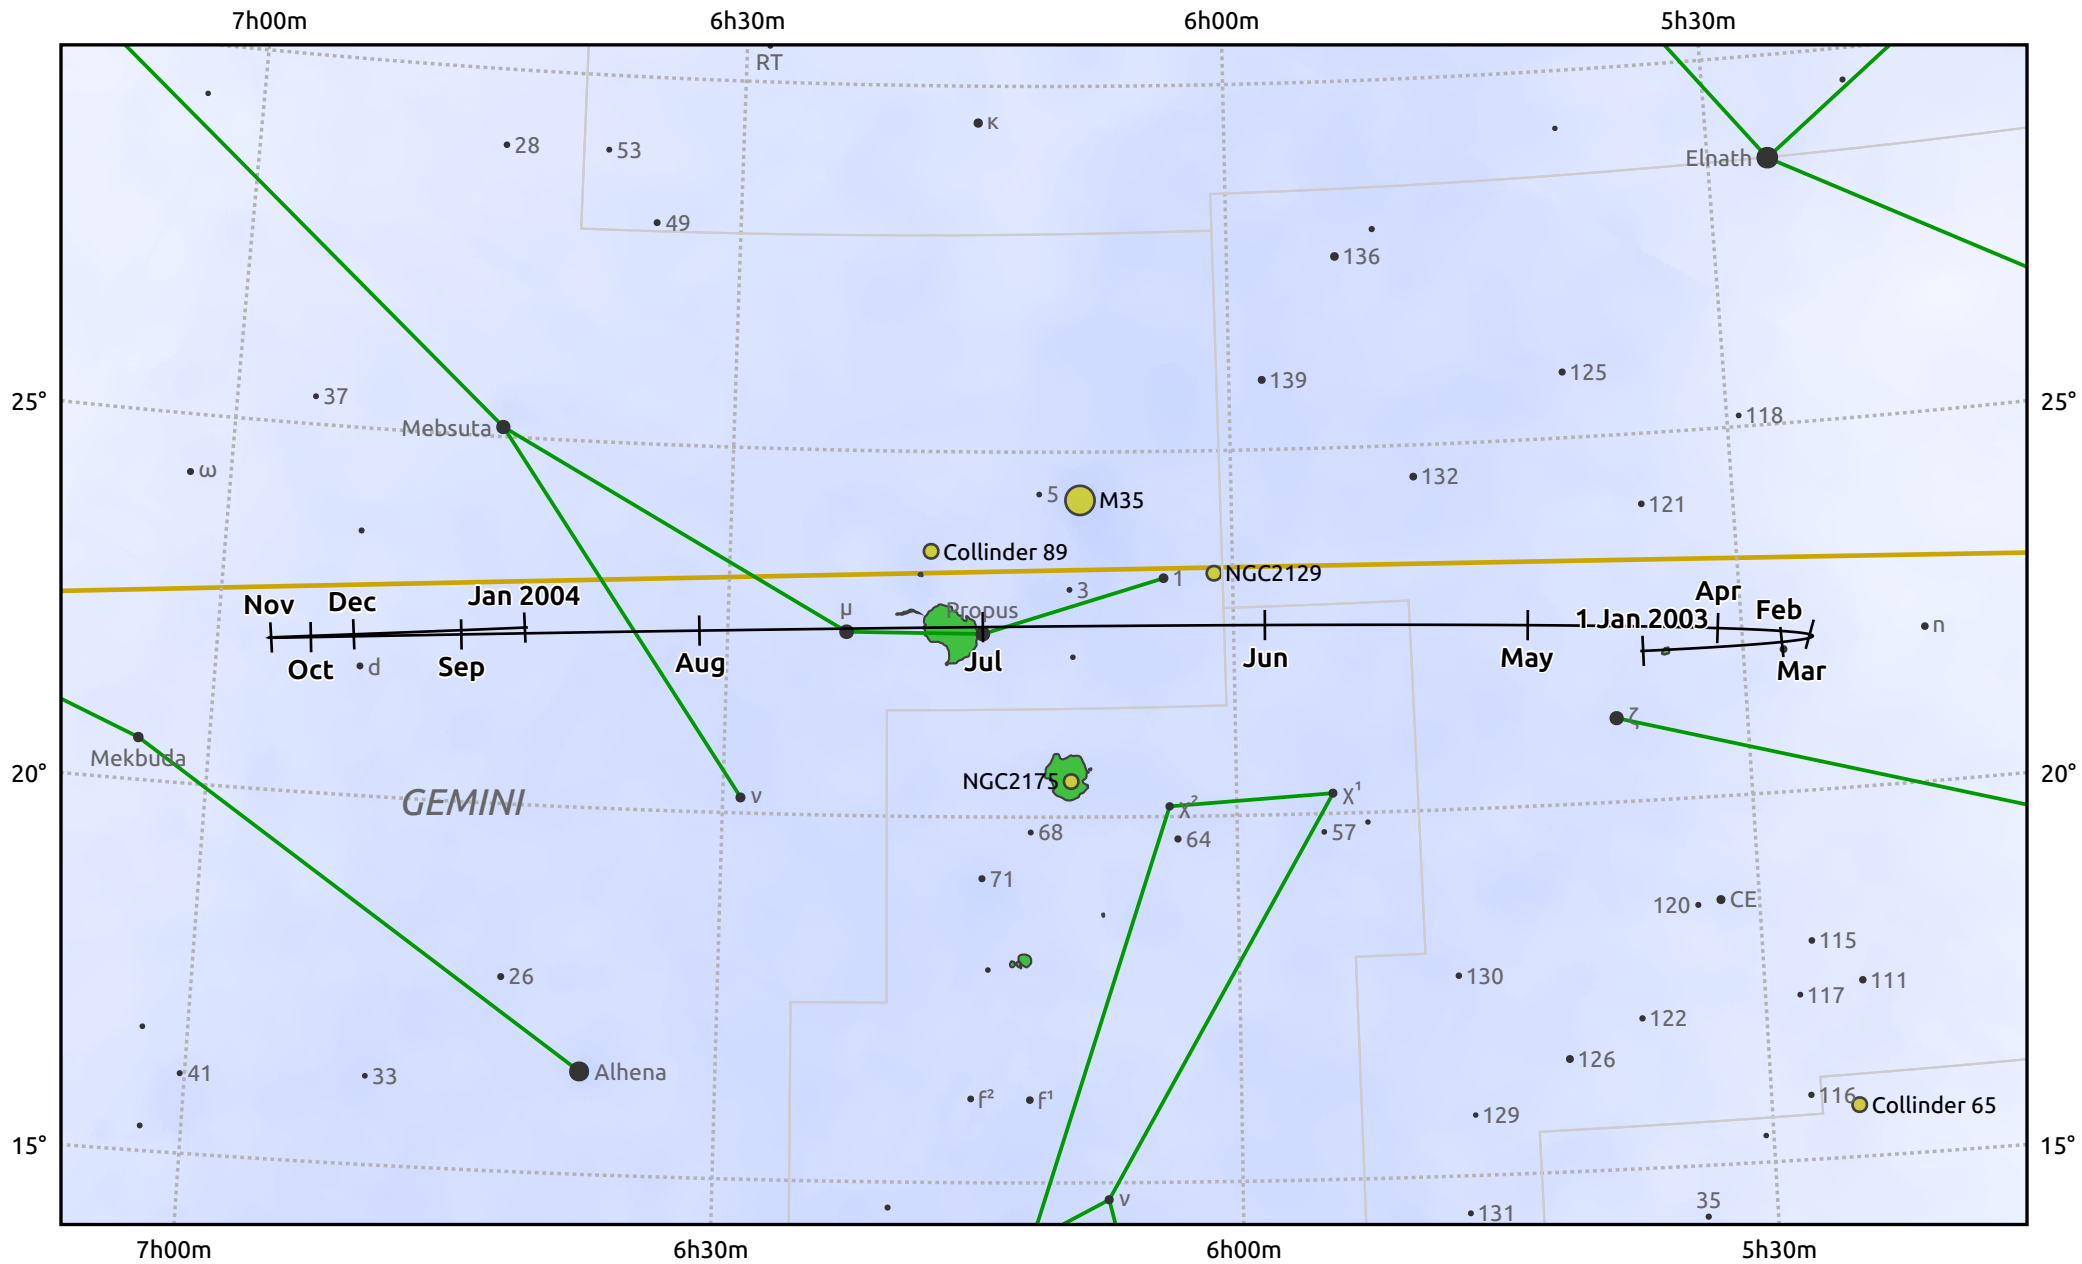 7h00m 6h30m 6h00m 5h30m
RT
κ
28
53
Elnath
49
136
139
125
37
25° 25°
118
Mebsuta
ω
132
5
M35
121
Collinder 89
NGC2129
1
3
Jan 2004
Nov
Dec
μ
Propus
Apr
1 Jan 2003
Feb
n
Oct
d
Sep
Aug
Jul
Jun
May
Mar
ζ
Mekbuda
20° 20°
NGC2175
GEMINI
ν
χ²
χ¹
68
64
57
71
120
CE
115
26
130
111
117
122
126
Alhena
41
33
f²
f¹
116
Collinder 65
129
15° 15°
ν
35
131
7h00m 6h30m 6h00m 5h30m